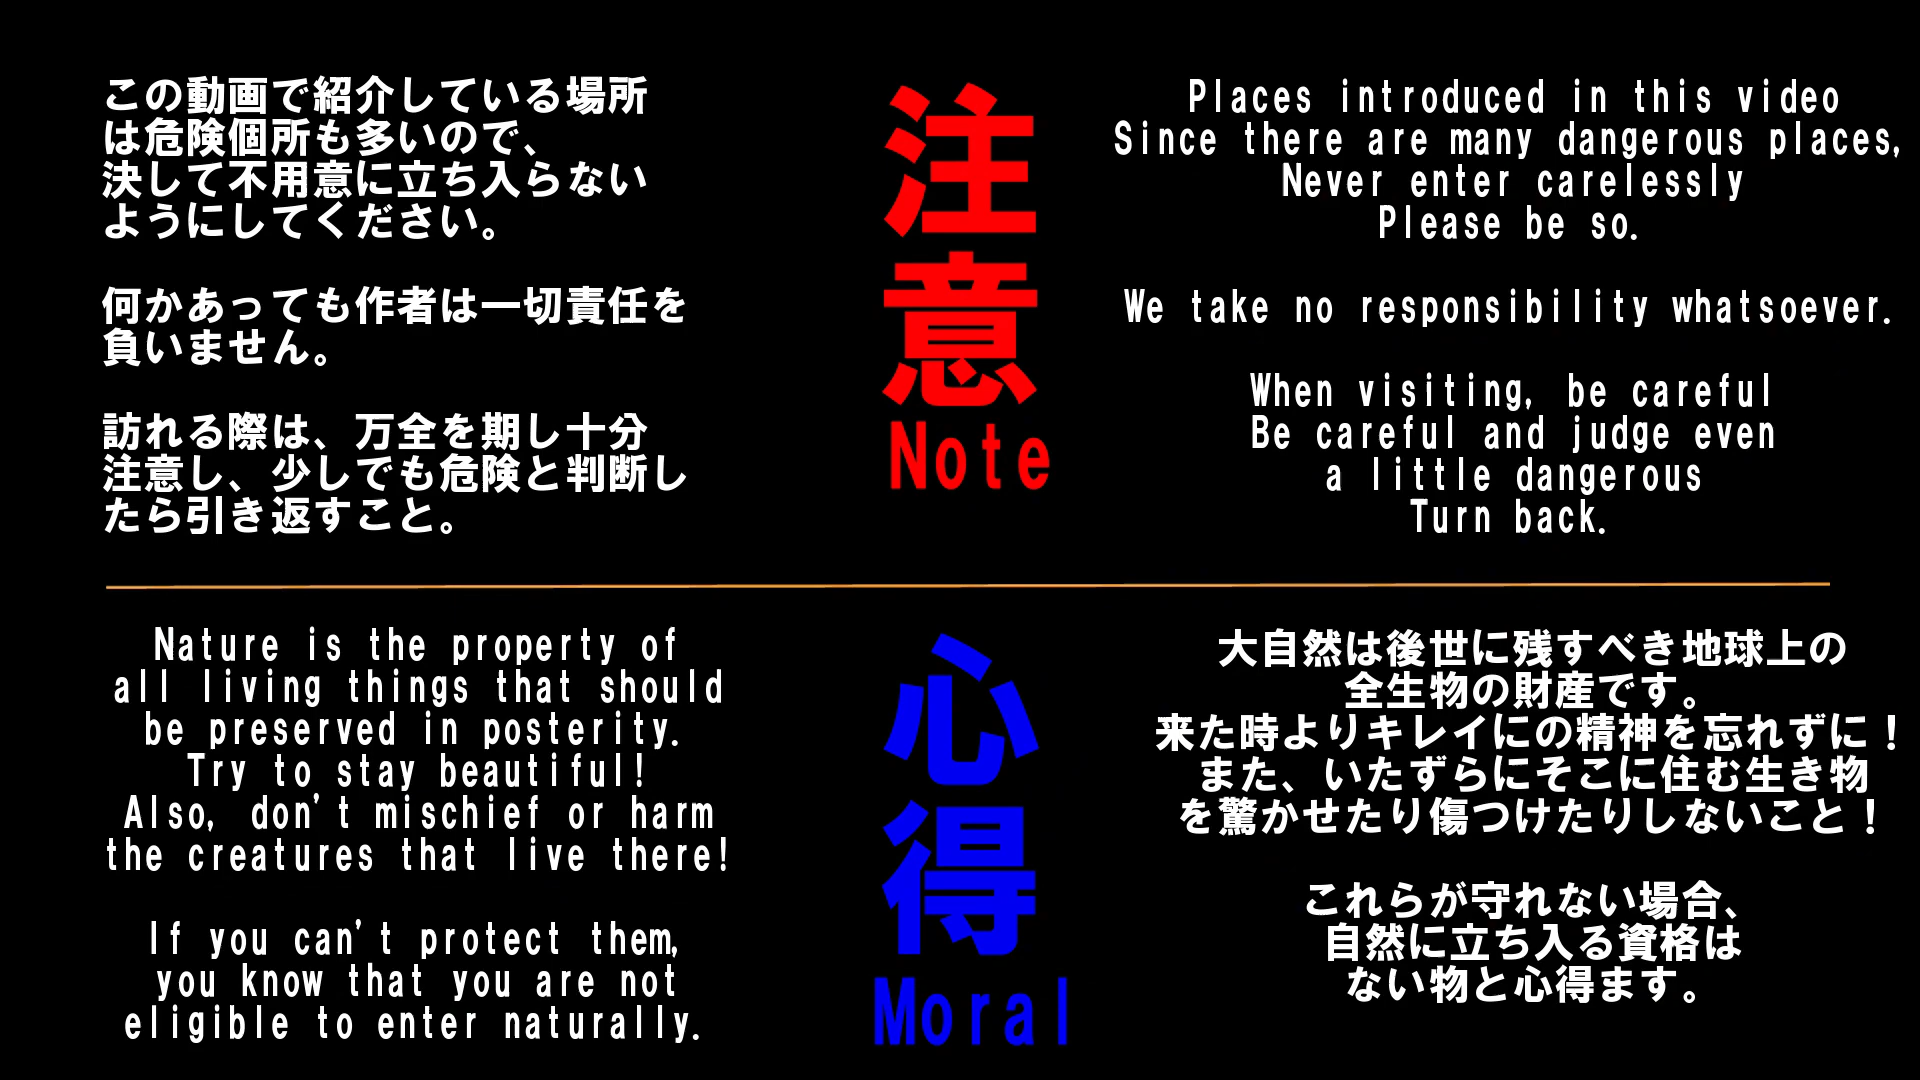 この動画で紹介している場所
は危険個所も多いので、
決して不用意に立ち入らない
ようにしてください。
何かあっても作者は一切責任を
負いません。
訪れる際は、万全を期し十分
注意し、少しでも危険と判断し
たら引き返すこと。
注意
Note
Places introduced in this video
Since there are many dangerous places,
Never enter carelessly
Please be so.
We take no responsibility whatsoever.
When visiting, be careful
Be careful and judge even
a little dangerous
Turn back.
Nature is the property of
all living things that should
be preserved in posterity.
Try to stay beautiful!
Also, don't mischief or harm
the creatures that live there!
If you can't protect them,
you know that you are not
eligible to enter naturally.
心得
Moral
大自然は後世に残すべき地球上の
全生物の財産です。
来た時よりキレイにの精神を忘れずに！
また、いたずらにそこに住む生き物
を驚かせたり傷つけたりしないこと！
これらが守れない場合、
自然に立ち入る資格は
ない物と心得ます。